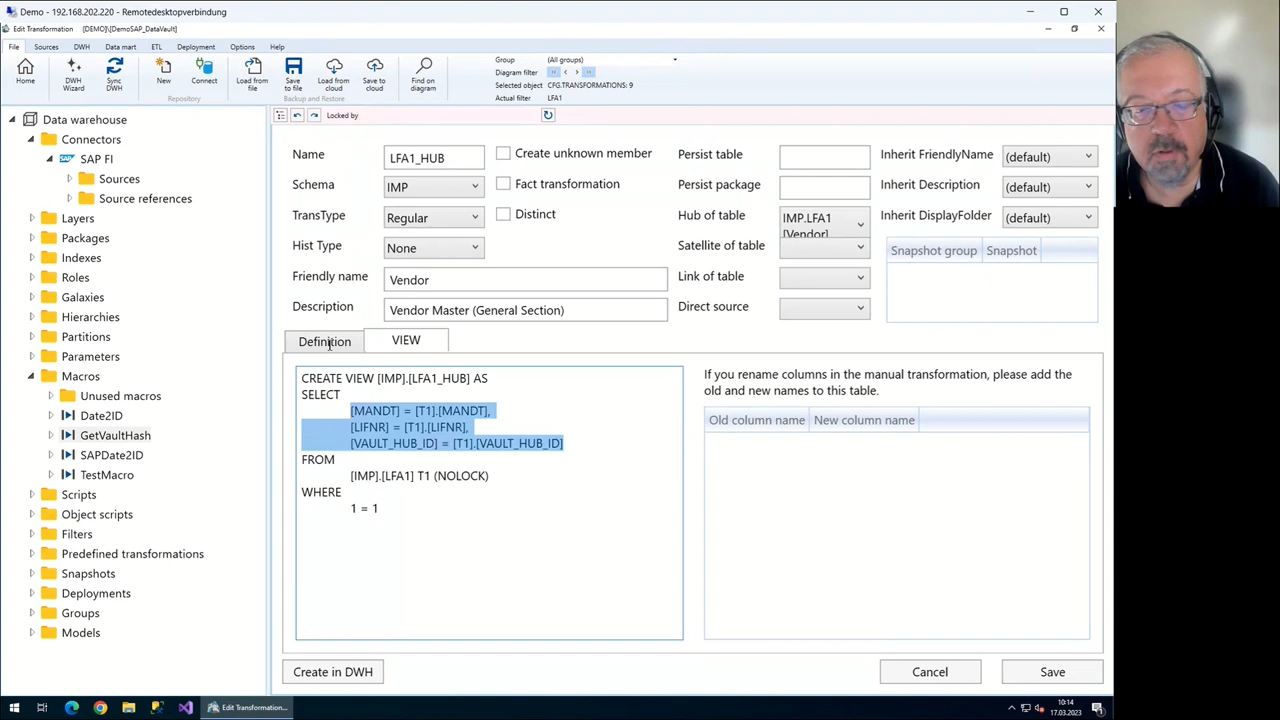 Demo - 192.168.202.220 - Remotedesktopverbindung
Edit Transformation [DEMO]\[DemoSAP_DataVault]
File Sources DWH Data mart ETL Deployment Options Help
Home
DWH Wizard
Sync DWH
New
Connect
Repository
Load from file
Save to file
Load from cloud
Save to cloud
Backup and Restore
Find on diagram
Group (All groups)
Diagram filter
Selected object CFG.TRANSFORMATIONS: 9
Actual filter LFA1
Data warehouse
Connectors
SAP FI
Sources
Source references
Layers
Packages
Indexes
Roles
Galaxies
Hierarchies
Partitions
Parameters
Macros
Unused macros
Date2ID
GetVaultHash
SAPDate2ID
TestMacro
Scripts
Object scripts
Filters
Predefined transformations
Snapshots
Deployments
Groups
Models
Locked by
Name LFA1_HUB
Schema IMP
TransType Regular
Hist Type None
Friendly name Vendor
Description Vendor Master (General Section)
Create unknown member
Fact transformation
Distinct
Persist table
Persist package
Hub of table IMP.LFA1
[Vendor]
Satellite of table
Link of table
Direct source
Inherit FriendlyName (default)
Inherit Description (default)
Inherit DisplayFolder (default)
Snapshot group Snapshot
Definition VIEW
CREATE VIEW [IMP].[LFA1_HUB] AS
SELECT
[MANDT] = [T1].[MANDT],
[LIFNR] = [T1].[LIFNR],
[VAULT_HUB_ID] = [T1].[VAULT_HUB_ID]
FROM
[IMP].[LFA1] T1 (NOLOCK)
WHERE
1 = 1
If you rename columns in the manual transformation, please add the
old and new names to this table.
Old column name New column name
Create in DWH
Cancel
Save
Edit Transformation...
10:14
17.03.2023